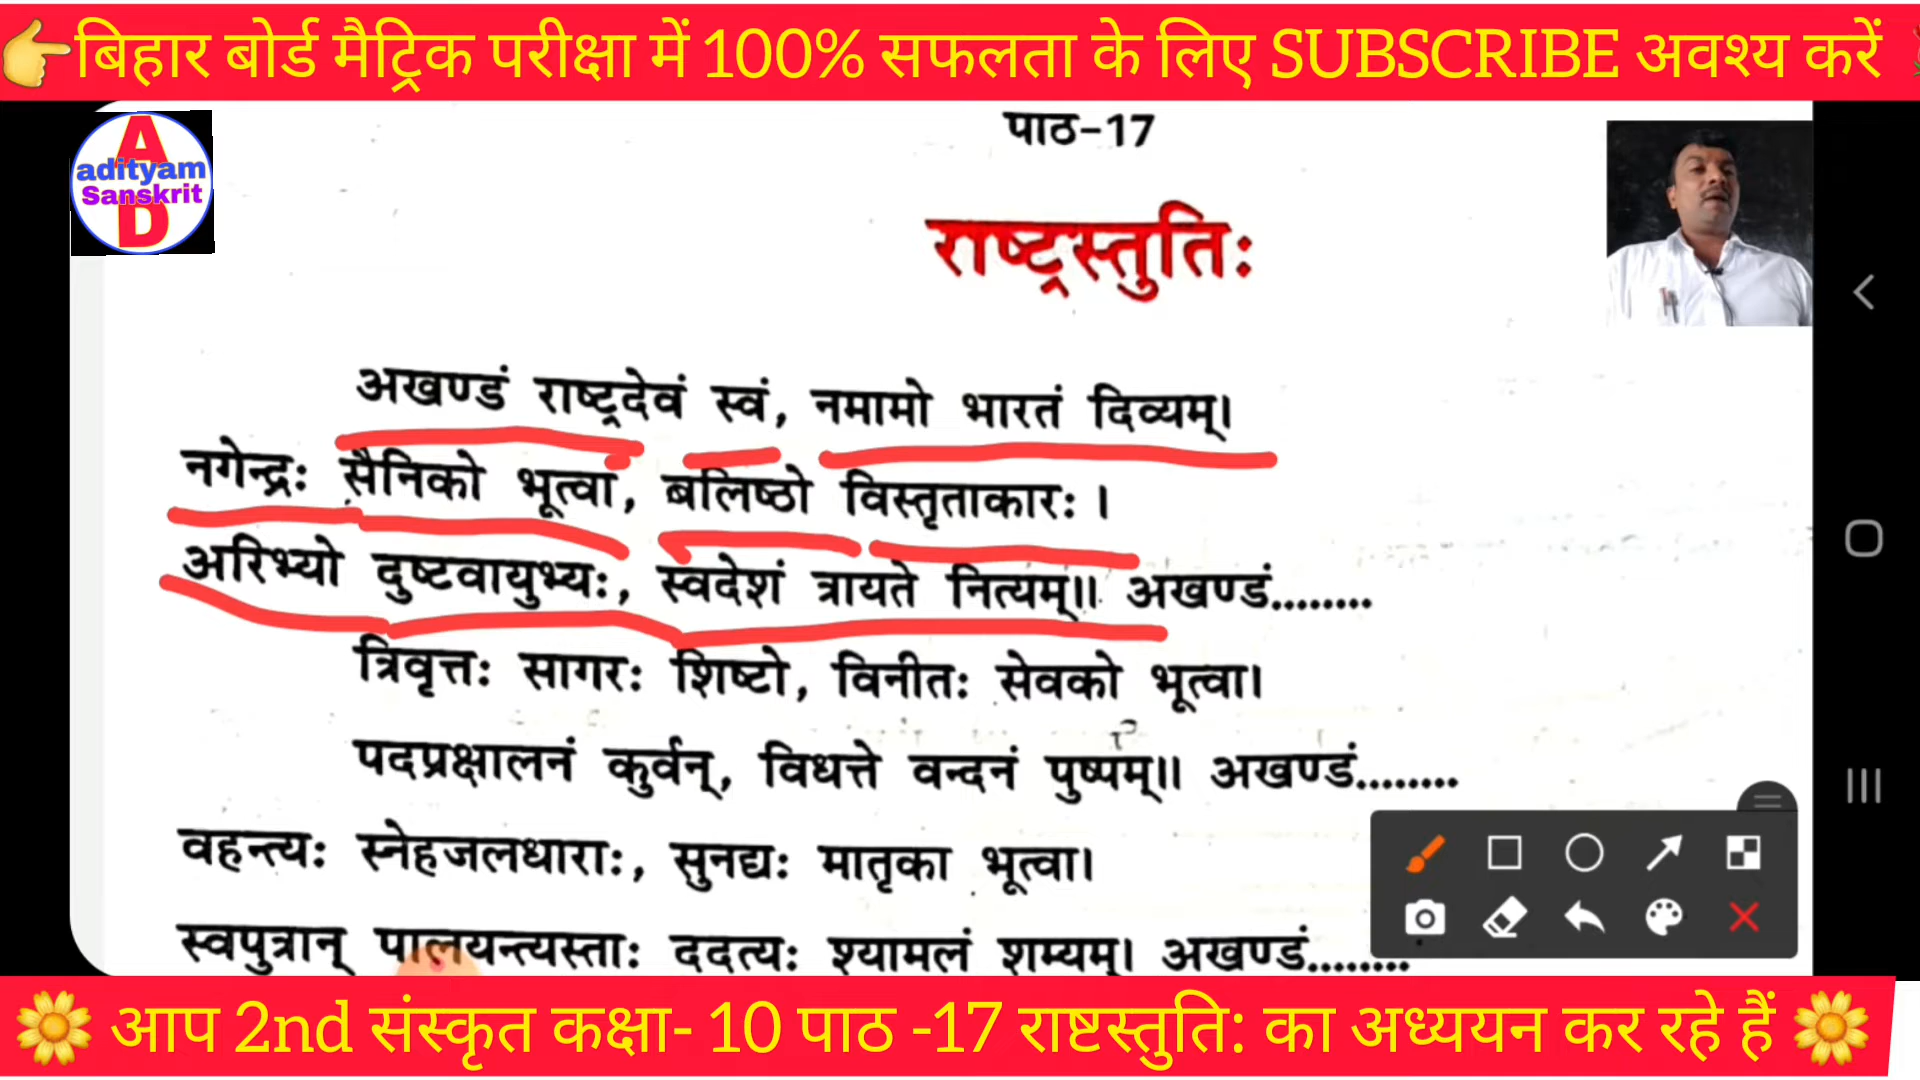 बिहार बोर्ड मैट्रिक परीक्षा में 100% सफलता के लिए SUBSCRIBE अवश्य करें
A
adityam
Sanskrit
D
पाठ-17
राष्ट्रस्तुतिः
अखण्डं राष्ट्रदेवं स्वं, नमामो भारतं दिव्यम्।
नगेन्द्रः सैनिको भूत्वा, बलिष्ठो विस्तृताकारः ।
अरिभ्यो दुष्टवायुभ्यः, स्वदेशं त्रायते नित्यम्॥ अखण्डं........
त्रिवृत्तः सागरः शिष्टो, विनीतः सेवको भूत्वा।
पदप्रक्षालनं कुर्वन्, विधत्ते वन्दनं पुष्पम्॥ अखण्डं........
वहन्त्यः स्नेहजलधाराः, सुनद्यः मातृका भूत्वा।
स्वपुत्रान् पालयन्त्यस्ताः ददत्यः श्यामलं शम्यम्। अखण्डं........
आप 2nd संस्कृत कक्षा- 10 पाठ -17 राष्टस्तुति: का अध्ययन कर रहे हैं